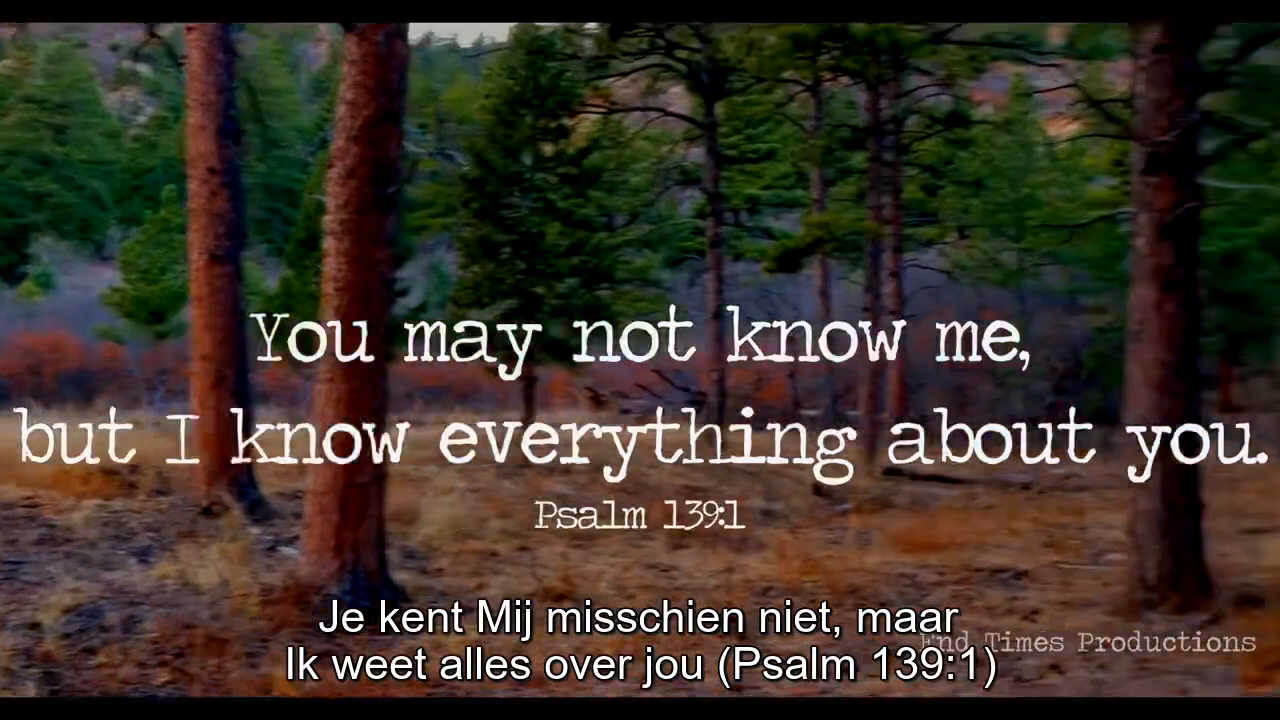 You may not know me,
but I know everything about you.
Psalm 139:1
Je kent Mij misschien niet, maar
Ik weet alles over jou (Psalm 139:1)
End Times Productions